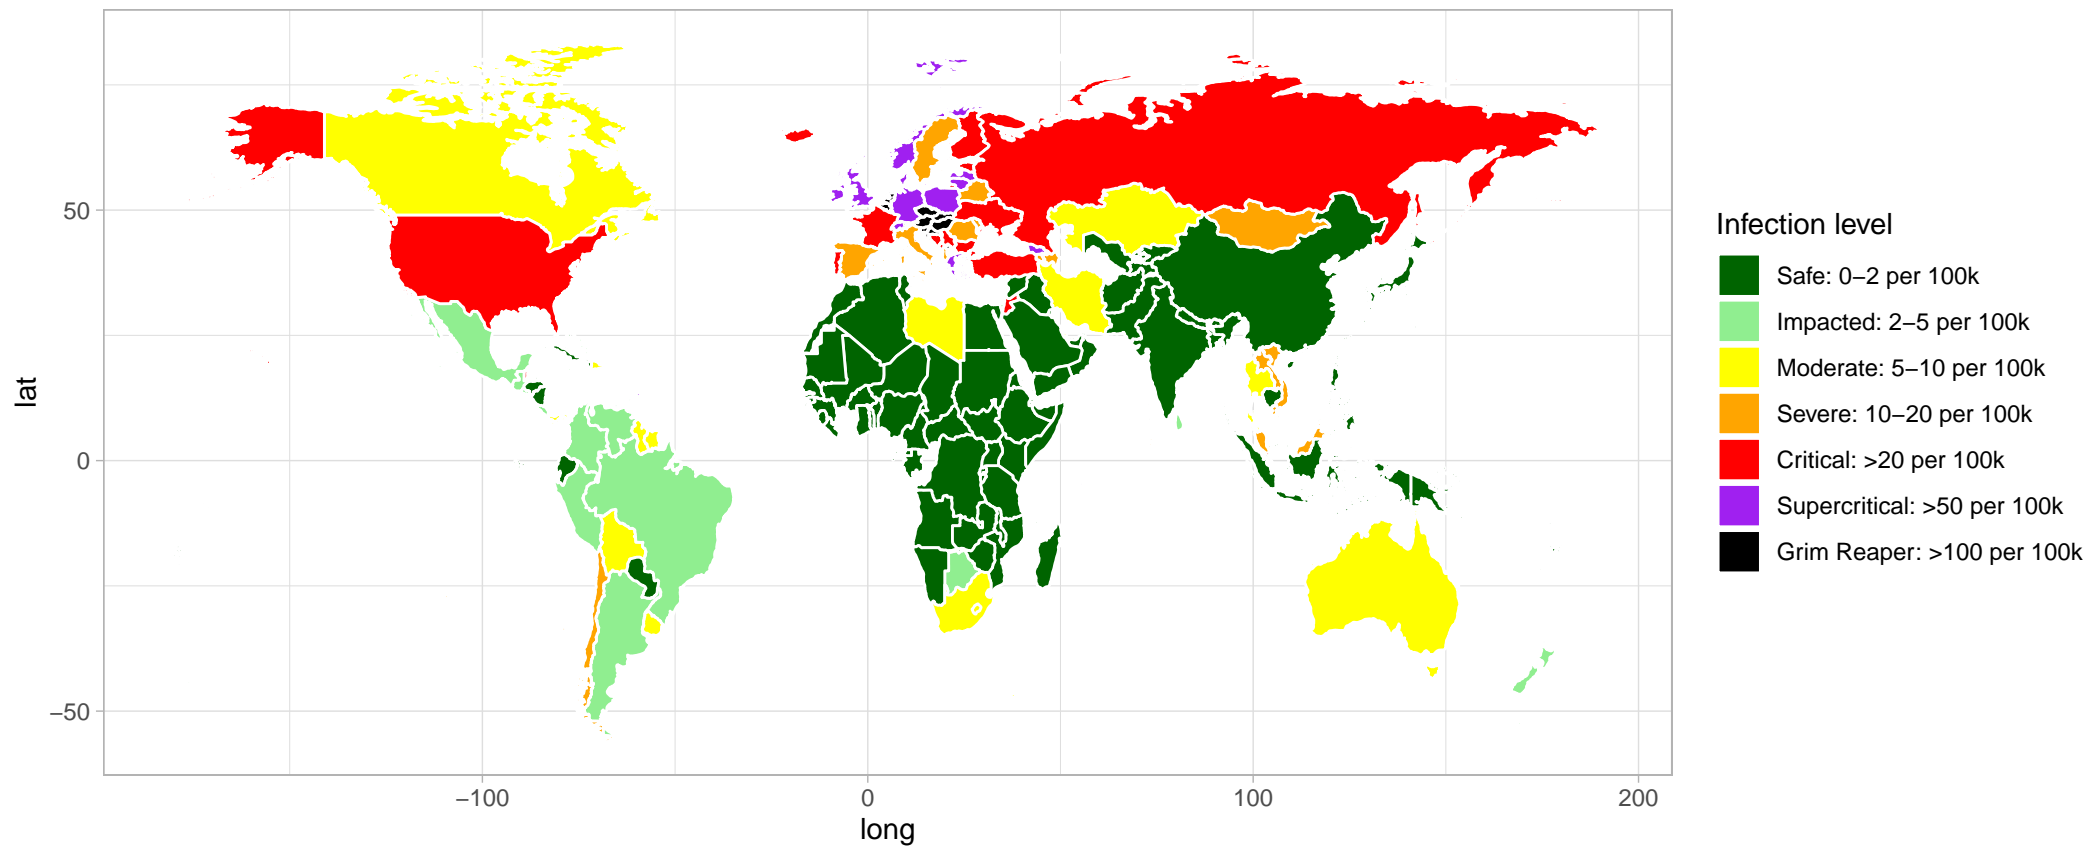 50
0
−50
lat
−100
0
100
200
long
Infection level
Safe: 0−2 per 100k
Impacted: 2−5 per 100k
Moderate: 5−10 per 100k
Severe: 10−20 per 100k
Critical: >20 per 100k
Supercritical: >50 per 100k
Grim Reaper: >100 per 100k